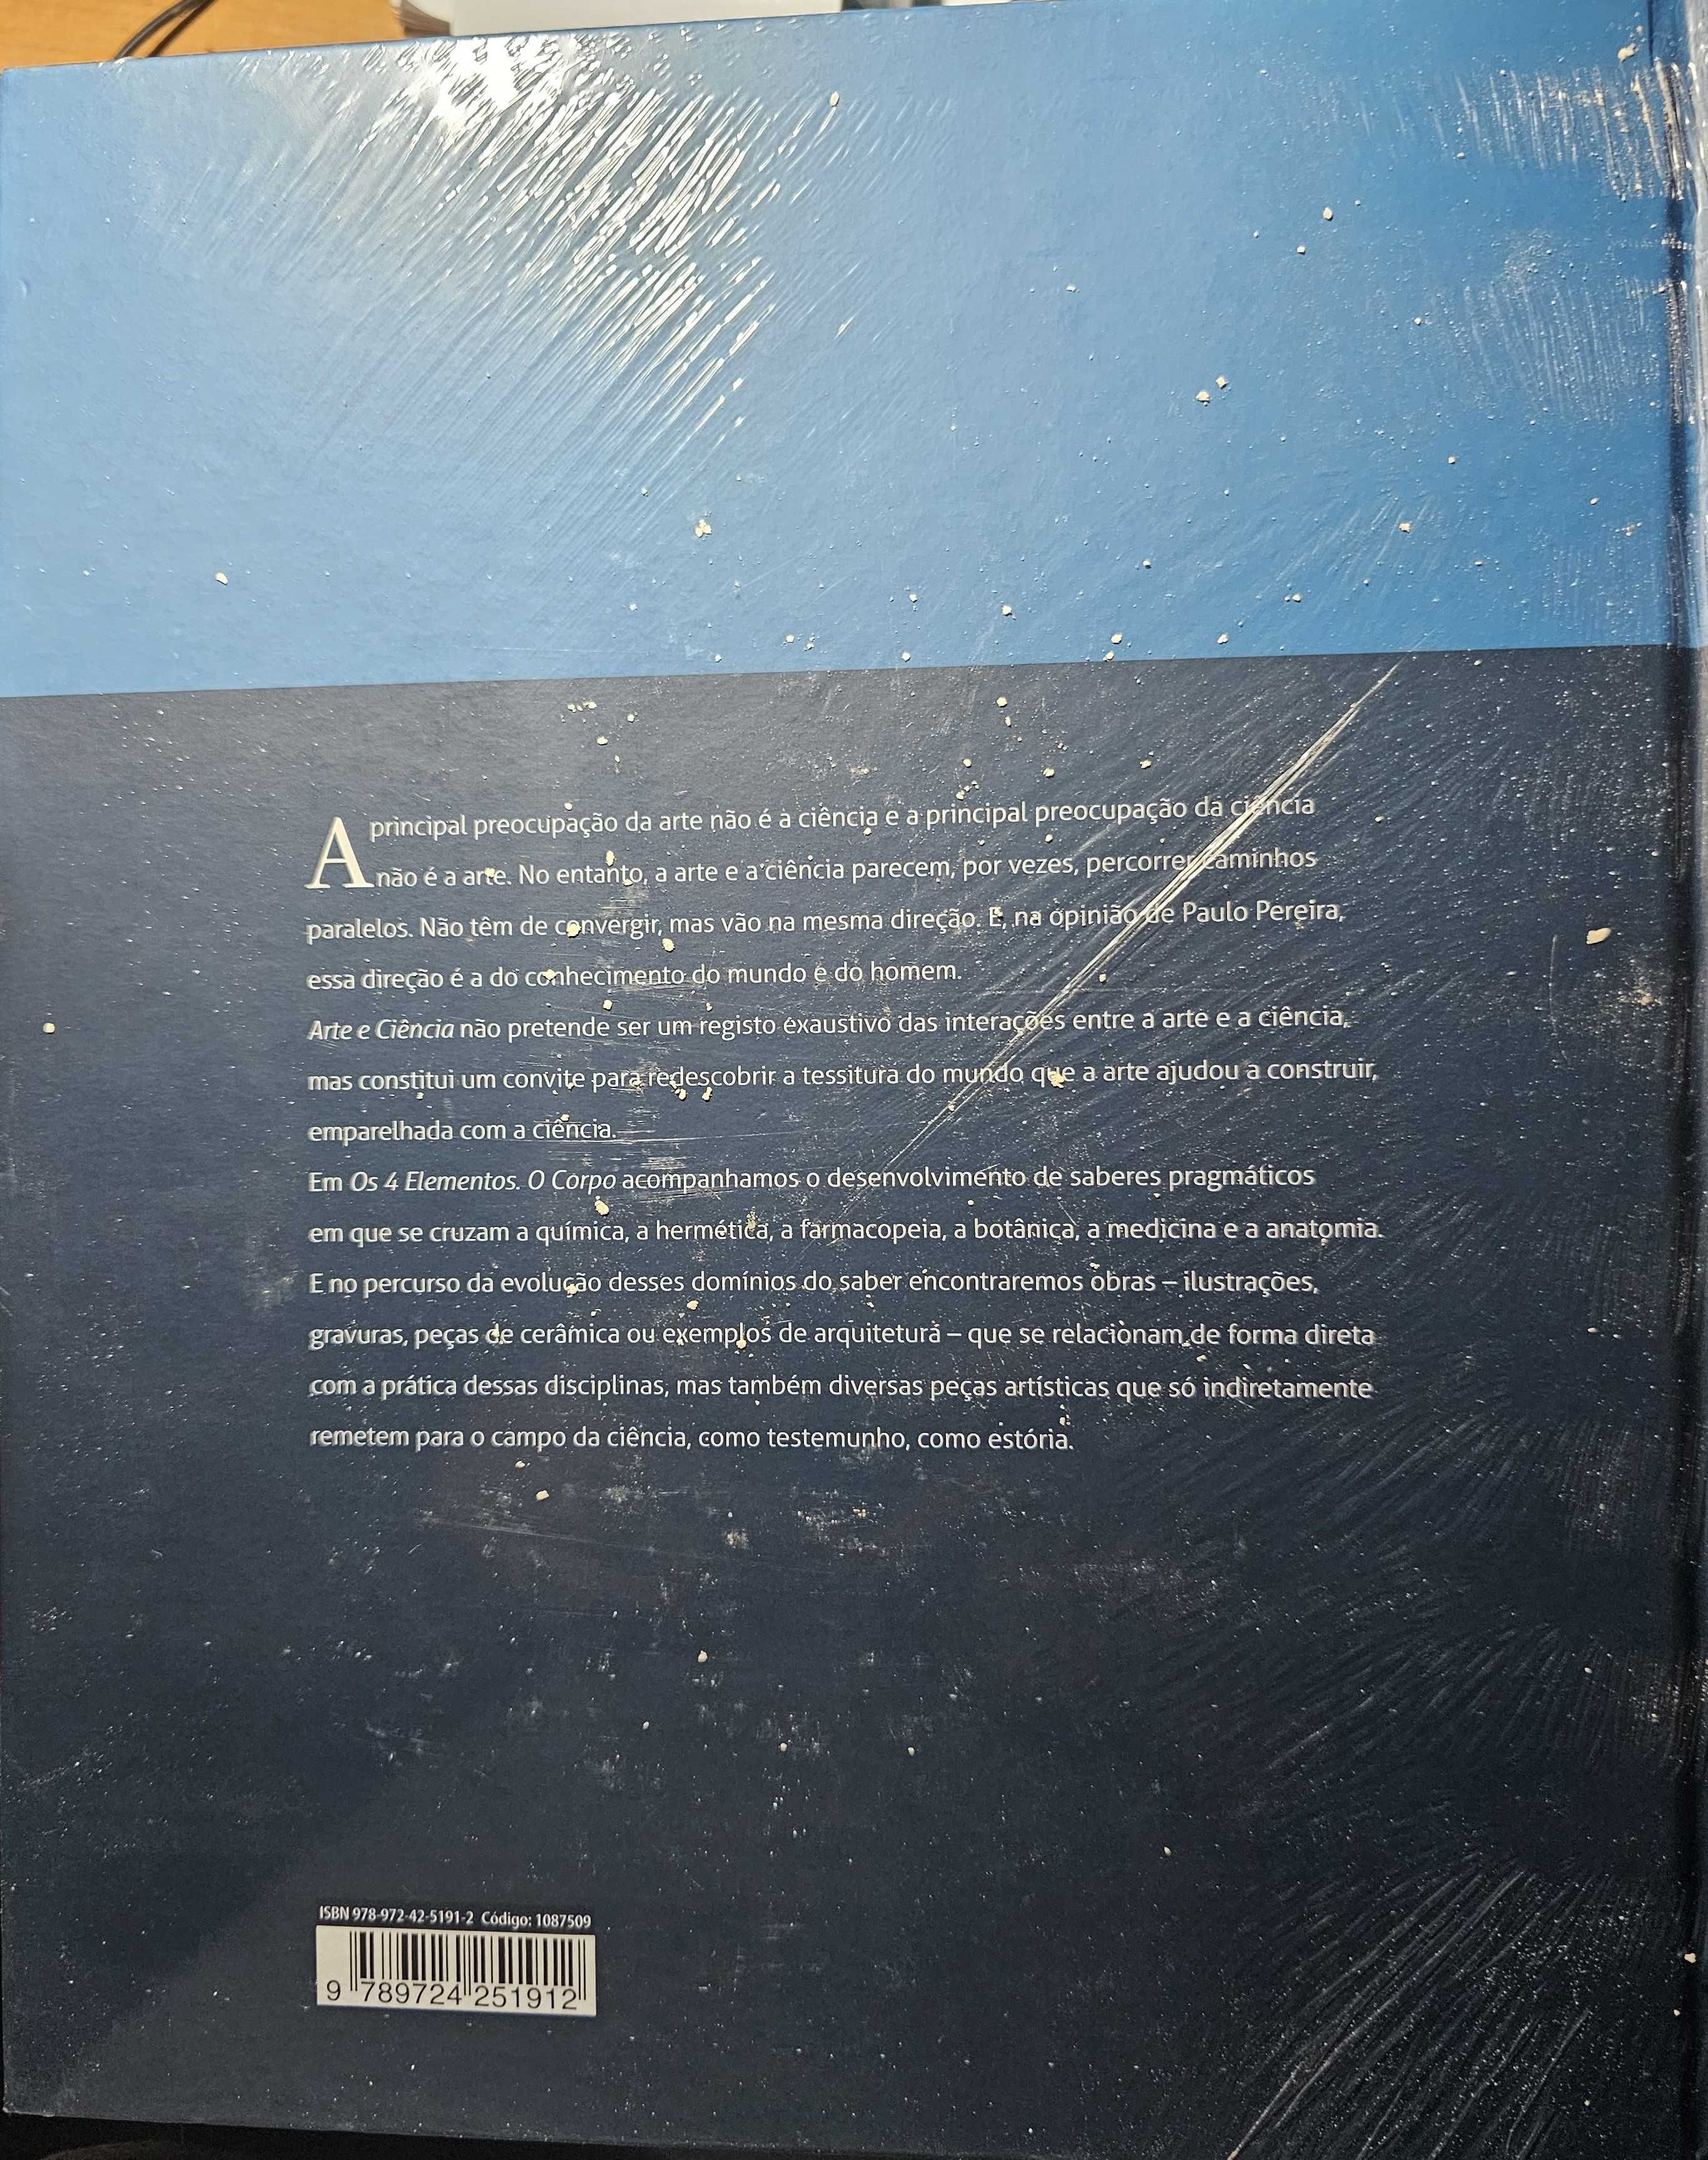 A principal preocupação da arte não é a ciência e a principal preocupação da ciência
não é a arte. No entanto, a arte e a ciência parecem, por vezes, percorrer caminhos
paralelos. Não têm de convergir, mas vão na mesma direção. E, na opinião de Paulo Pereira,
essa direção é a do conhecimento do mundo e do homem.
Arte e Ciência não pretende ser um registo exaustivo das interações entre a arte e a ciência,
mas constitui um convite para redescobrir a tessitura do mundo que a arte ajudou a construir,
emparelhada com a ciência.
Em Os 4 Elementos. O Corpo acompanhamos o desenvolvimento de saberes pragmáticos
em que se cruzam a química, a hermética, a farmacopeia, a botânica, a medicina e a anatomia.
E no percurso da evolução desses domínios do saber encontraremos obras – ilustrações,
gravuras, peças de cerâmica ou exemplos de arquitetura – que se relacionam de forma direta
com a prática dessas disciplinas, mas também diversas peças artísticas que só indiretamente
remetem para o campo da ciência, como testemunho, como estória.
ISBN 978-972-42-5191-2 Código: 1087509
9 789724 251912